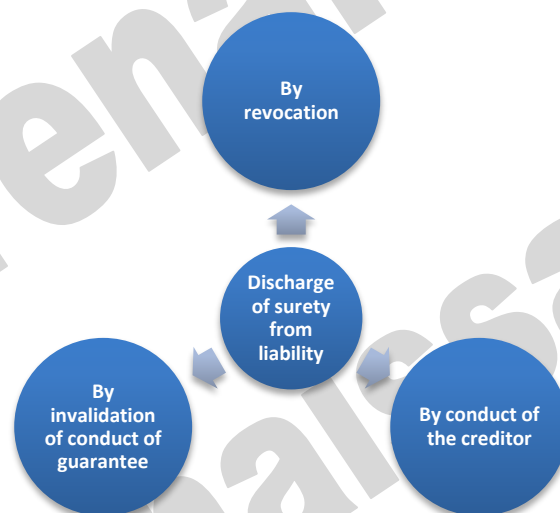 By
revocation
Discharge
of surety
from
liability
By
invalidation
of conduct of
guarantee
By conduct of
the creditor